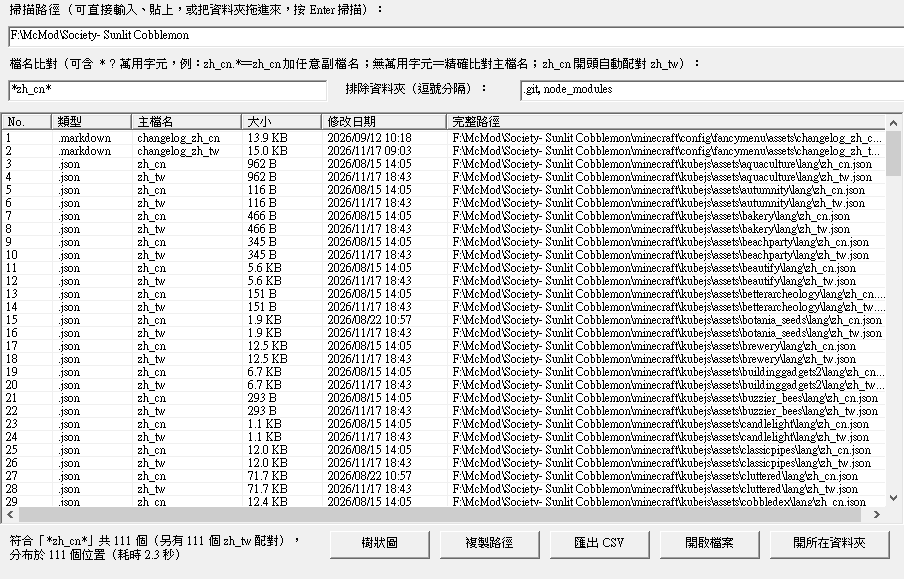 掃描路徑（可直接輸入、貼上，或把資料夾拖進來，按 Enter 掃描）：
F:\McMod\Society- Sunlit Cobblemon
檔名比對（可含 * ? 萬用字元，例：zh_cn.*＝zh_cn 加任意副檔名；無萬用字元＝精確比對主檔名；zh_cn 開頭自動配對 zh_tw）：
*zh_cn* 排除資料夾（逗號分隔）： .git, node_modules
No. 類型 主檔名 大小 修改日期 完整路徑
1 .markdown changelog_zh_cn 13.9 KB 2026/09/12 10:18 F:\McMod\Society- Sunlit Cobblemon\minecraft\config\fancymenu\assets\changelog_zh_c...
2 .markdown changelog_zh_tw 15.0 KB 2026/11/17 09:03 F:\McMod\Society- Sunlit Cobblemon\minecraft\config\fancymenu\assets\changelog_zh_t...
3 .json zh_cn 962 B 2026/08/15 14:05 F:\McMod\Society- Sunlit Cobblemon\minecraft\kubejs\assets\aquaculture\lang\zh_cn.json
4 .json zh_tw 962 B 2026/11/17 18:43 F:\McMod\Society- Sunlit Cobblemon\minecraft\kubejs\assets\aquaculture\lang\zh_tw.json
5 .json zh_cn 116 B 2026/08/15 14:05 F:\McMod\Society- Sunlit Cobblemon\minecraft\kubejs\assets\autumnity\lang\zh_cn.json
6 .json zh_tw 116 B 2026/11/17 18:43 F:\McMod\Society- Sunlit Cobblemon\minecraft\kubejs\assets\autumnity\lang\zh_tw.json
7 .json zh_cn 466 B 2026/08/15 14:05 F:\McMod\Society- Sunlit Cobblemon\minecraft\kubejs\assets\bakery\lang\zh_cn.json
8 .json zh_tw 466 B 2026/11/17 18:43 F:\McMod\Society- Sunlit Cobblemon\minecraft\kubejs\assets\bakery\lang\zh_tw.json
9 .json zh_cn 345 B 2026/08/15 14:05 F:\McMod\Society- Sunlit Cobblemon\minecraft\kubejs\assets\beachparty\lang\zh_cn.json
10 .json zh_tw 345 B 2026/11/17 18:43 F:\McMod\Society- Sunlit Cobblemon\minecraft\kubejs\assets\beachparty\lang\zh_tw.json
11 .json zh_cn 5.6 KB 2026/08/15 14:05 F:\McMod\Society- Sunlit Cobblemon\minecraft\kubejs\assets\beautify\lang\zh_cn.json
12 .json zh_tw 5.6 KB 2026/11/17 18:43 F:\McMod\Society- Sunlit Cobblemon\minecraft\kubejs\assets\beautify\lang\zh_tw.json
13 .json zh_cn 151 B 2026/08/15 14:05 F:\McMod\Society- Sunlit Cobblemon\minecraft\kubejs\assets\betterarcheology\lang\zh_cn....
14 .json zh_tw 151 B 2026/11/17 18:43 F:\McMod\Society- Sunlit Cobblemon\minecraft\kubejs\assets\betterarcheology\lang\zh_tw....
15 .json zh_cn 1.9 KB 2026/08/22 10:57 F:\McMod\Society- Sunlit Cobblemon\minecraft\kubejs\assets\botania_seeds\lang\zh_cn.json
16 .json zh_tw 1.9 KB 2026/11/17 18:43 F:\McMod\Society- Sunlit Cobblemon\minecraft\kubejs\assets\botania_seeds\lang\zh_tw.json
17 .json zh_cn 12.5 KB 2026/08/15 14:05 F:\McMod\Society- Sunlit Cobblemon\minecraft\kubejs\assets\brewery\lang\zh_cn.json
18 .json zh_tw 12.5 KB 2026/11/17 18:43 F:\McMod\Society- Sunlit Cobblemon\minecraft\kubejs\assets\brewery\lang\zh_tw.json
19 .json zh_cn 6.7 KB 2026/08/15 14:05 F:\McMod\Society- Sunlit Cobblemon\minecraft\kubejs\assets\buildinggadgets2\lang\zh_cn...
20 .json zh_tw 6.7 KB 2026/11/17 18:43 F:\McMod\Society- Sunlit Cobblemon\minecraft\kubejs\assets\buildinggadgets2\lang\zh_tw...
21 .json zh_cn 293 B 2026/08/15 14:05 F:\McMod\Society- Sunlit Cobblemon\minecraft\kubejs\assets\buzzier_bees\lang\zh_cn.json
22 .json zh_tw 293 B 2026/11/17 18:43 F:\McMod\Society- Sunlit Cobblemon\minecraft\kubejs\assets\buzzier_bees\lang\zh_tw.json
23 .json zh_cn 1.1 KB 2026/08/15 14:05 F:\McMod\Society- Sunlit Cobblemon\minecraft\kubejs\assets\candlelight\lang\zh_cn.json
24 .json zh_tw 1.1 KB 2026/11/17 18:43 F:\McMod\Society- Sunlit Cobblemon\minecraft\kubejs\assets\candlelight\lang\zh_tw.json
25 .json zh_cn 12.0 KB 2026/08/15 14:05 F:\McMod\Society- Sunlit Cobblemon\minecraft\kubejs\assets\classicpipes\lang\zh_cn.json
26 .json zh_tw 12.0 KB 2026/11/17 18:43 F:\McMod\Society- Sunlit Cobblemon\minecraft\kubejs\assets\classicpipes\lang\zh_tw.json
27 .json zh_cn 71.7 KB 2026/08/22 10:57 F:\McMod\Society- Sunlit Cobblemon\minecraft\kubejs\assets\cluttered\lang\zh_cn.json
28 .json zh_tw 71.7 KB 2026/11/17 18:43 F:\McMod\Society- Sunlit Cobblemon\minecraft\kubejs\assets\cluttered\lang\zh_tw.json
29 .json zh_cn 12.4 KB 2026/08/15 14:05 F:\McMod\Society- Sunlit Cobblemon\minecraft\kubejs\assets\cobbledex\lang\zh_cn.json
符合「*zh_cn*」共 111 個（另有 111 個 zh_tw 配對），
分布於 111 個位置（耗時 2.3 秒）
樹狀圖 複製路徑 匯出 CSV 開啟檔案 開所在資料夾